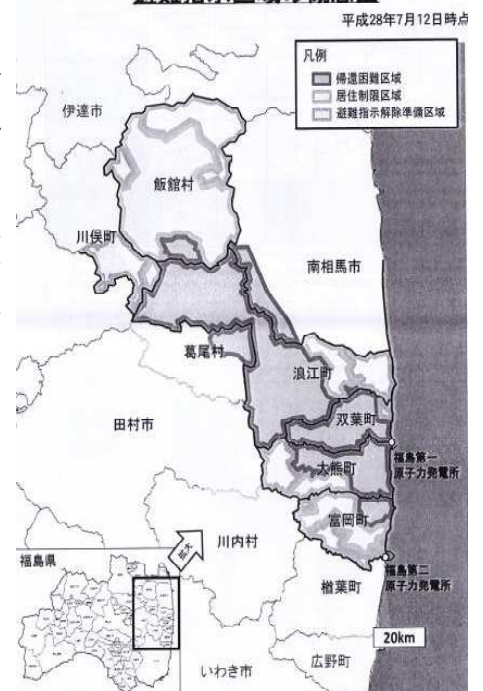 平成28年7月12日時点
凡例
帰還困難区域
居住制限区域
避難指示解除準備区域
伊達市
飯舘村
川俣町
南相馬市
葛尾村
浪江町
双葉町
田村市
福島第一
原子力発電所
大熊町
富岡町
川内村
拡大
福島県
福島第二
原子力発電所
楢葉町
20km
広野町
いわき市